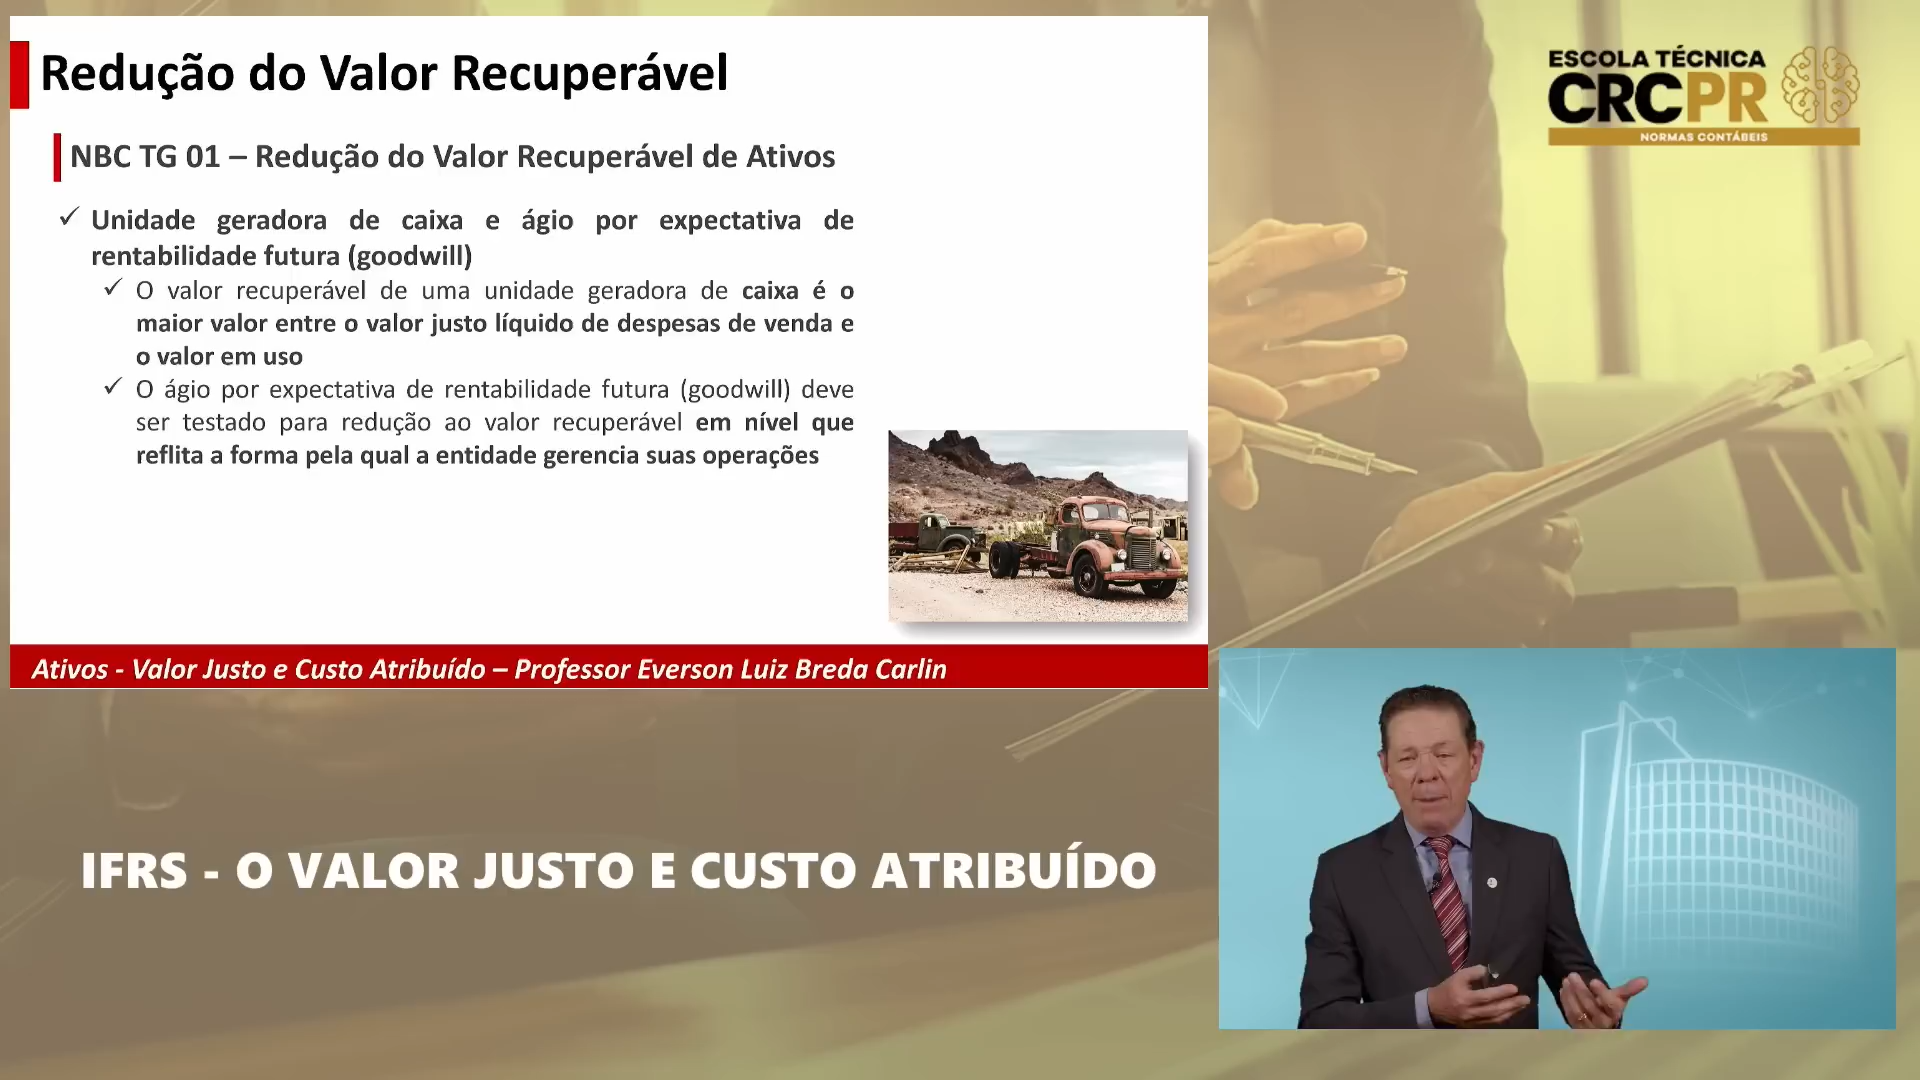 Redução do Valor Recuperável
NBC TG 01 – Redução do Valor Recuperável de Ativos
✓ Unidade geradora de caixa e ágio por expectativa de
rentabilidade futura (goodwill)
✓ O valor recuperável de uma unidade geradora de caixa é o
maior valor entre o valor justo líquido de despesas de venda e
o valor em uso
✓ O ágio por expectativa de rentabilidade futura (goodwill) deve
ser testado para redução ao valor recuperável em nível que
reflita a forma pela qual a entidade gerencia suas operações
Ativos - Valor Justo e Custo Atribuído – Professor Everson Luiz Breda Carlin
ESCOLA TÉCNICA
CRCPR
NORMAS CONTÁBEIS
IFRS - O VALOR JUSTO E CUSTO ATRIBUÍDO